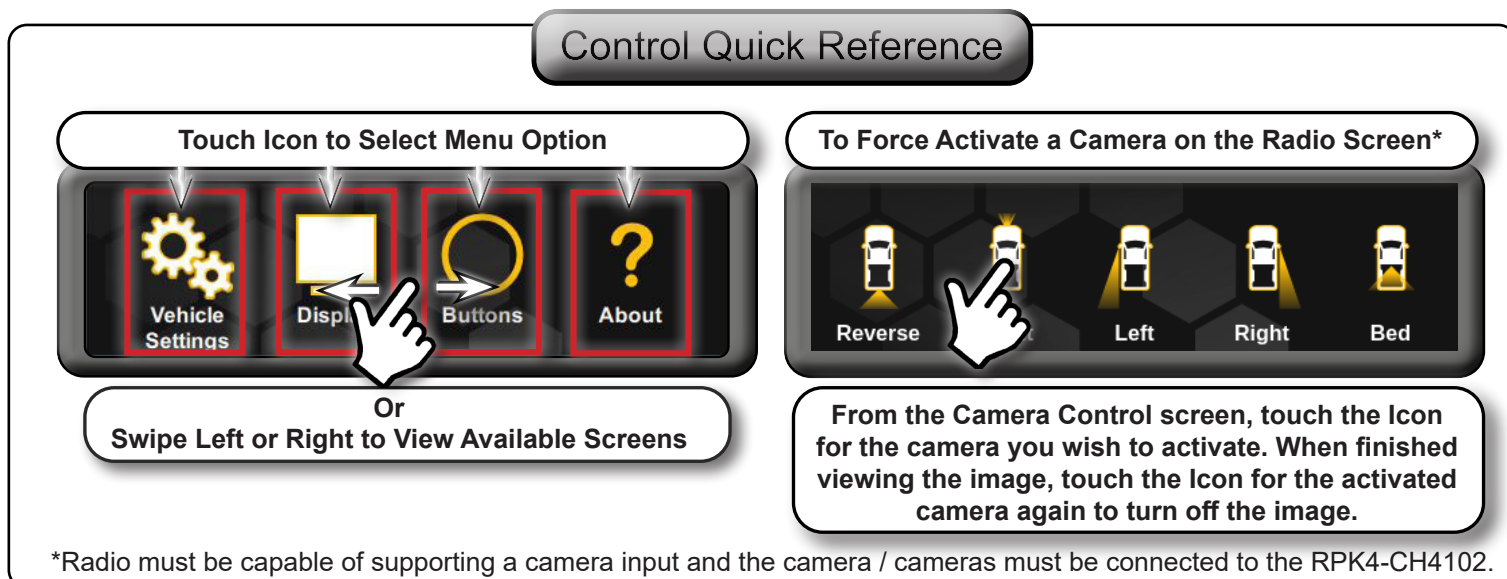 Control Quick Reference
Touch Icon to Select Menu Option
Vehicle
Settings
Buttons
About
Or
Swipe Left or Right to View Available Screens
To Force Activate a Camera on the Radio Screen*
Reverse
Left
Right
Bed
From the Camera Control screen, touch the Icon
for the camera you wish to activate. When finished
viewing the image, touch the Icon for the activated
camera again to turn off the image.
*Radio must be capable of supporting a camera input and the camera / cameras must be connected to the RPK4-CH4102.